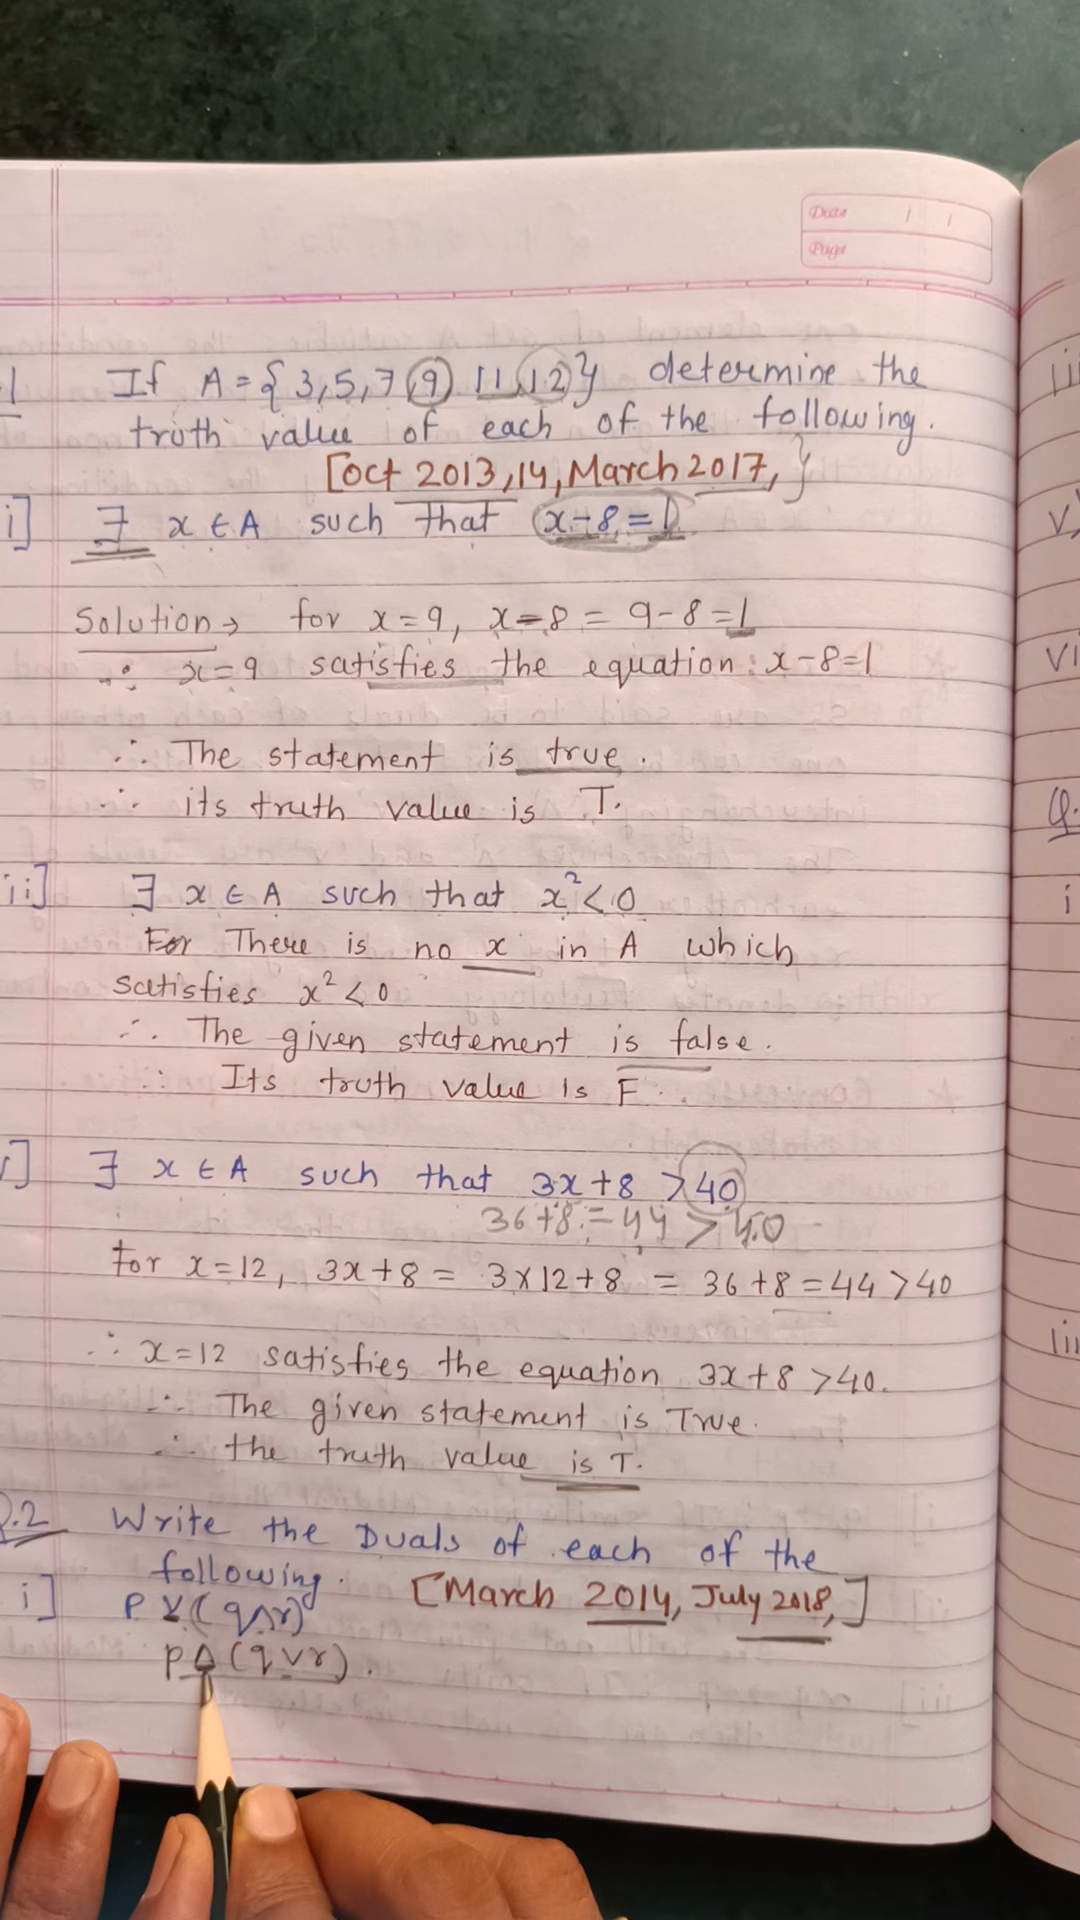 Date / /
Page
.1 If A = {3, 5, 7, 9, 11, 12} determine the
truth value of each of the following.
[Oct 2013, 14, March 2017, }
i] ∃ x ∈ A such that x-8 = 1
Solution → for x = 9, x-8 = 9-8 = 1
∴ x = 9 satisfies the equation: x-8 = 1
∴ The statement is true.
∴ its truth value is T.
ii] ∃ x ∈ A such that x² < 0
For There is no x in A which
satisfies x² < 0
∴ The given statement is false.
∴ Its truth value is F.
] ∃ x ∈ A such that 3x+8 > 40
36+8 = 44 > 40
for x = 12, 3x+8 = 3×12+8 = 36+8 = 44 > 40
∴ x = 12 satisfies the equation 3x+8 > 40.
∴ The given statement is True.
∴ the truth value is T.
Q.2 Write the Duals of each of the
following. [March 2014, July 2018,]
i] p ∨ (q ∧ r)
p ∧ (q ∨ r).
ii
v)
vi
Q.
i
iii